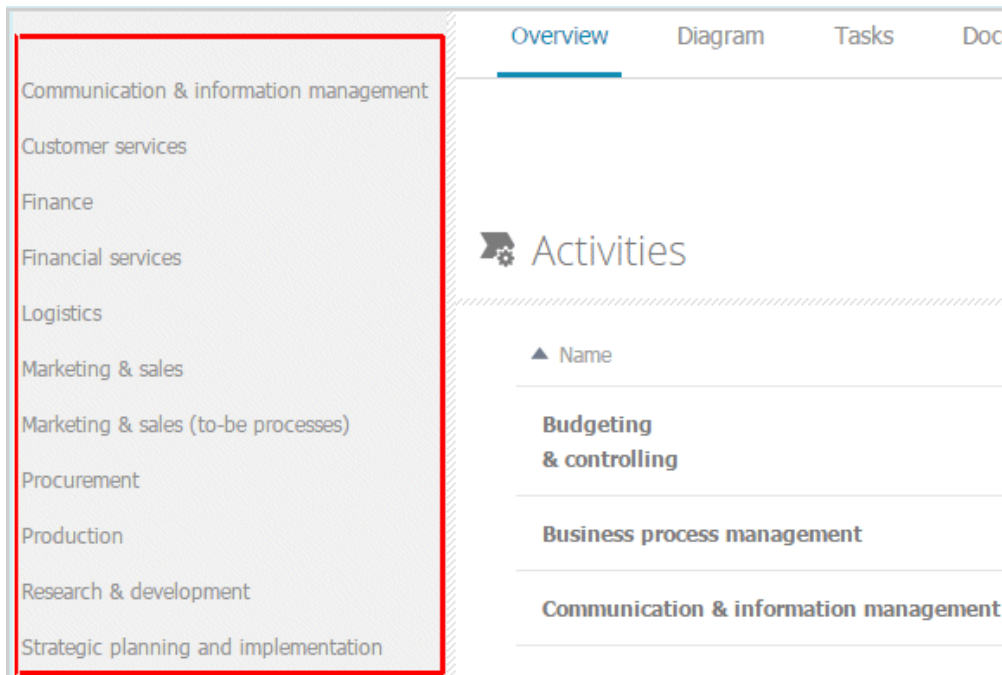 Communication & information management
Customer services
Finance
Financial services
Logistics
Marketing & sales
Marketing & sales (to-be processes)
Procurement
Production
Research & development
Strategic planning and implementation
Overview Diagram Tasks Doc
Activities
Name
Budgeting
& controlling
Business process management
Communication & information management